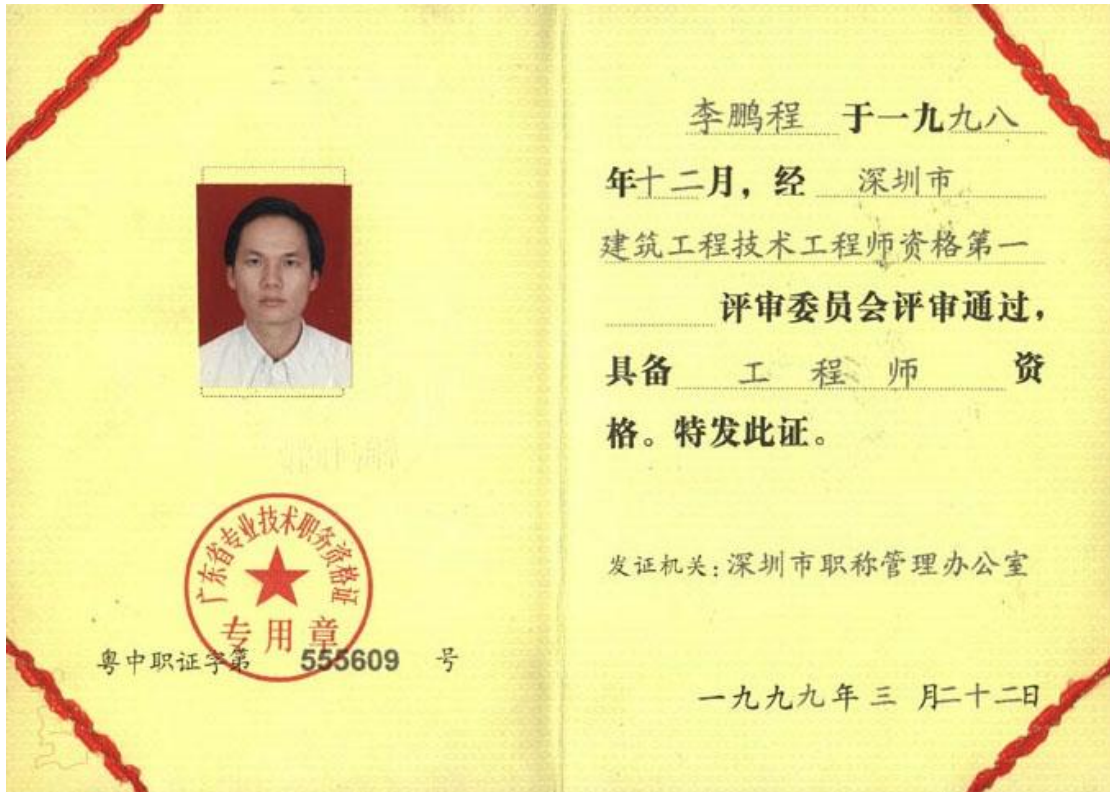 广东省专业技术职务资格证
专用章
粤中职证字第 555609 号
李鹏程 于一九九八
年十二月，经 深圳市
建筑工程技术工程师资格第一
评审委员会评审通过，
具备 工程师 资
格。特发此证。
发证机关：深圳市职称管理办公室
一九九九年三月二十二日